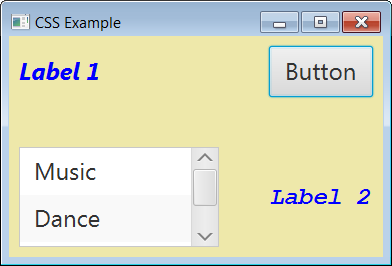 CSS Example
Label 1
Button
Music
Dance
Label 2